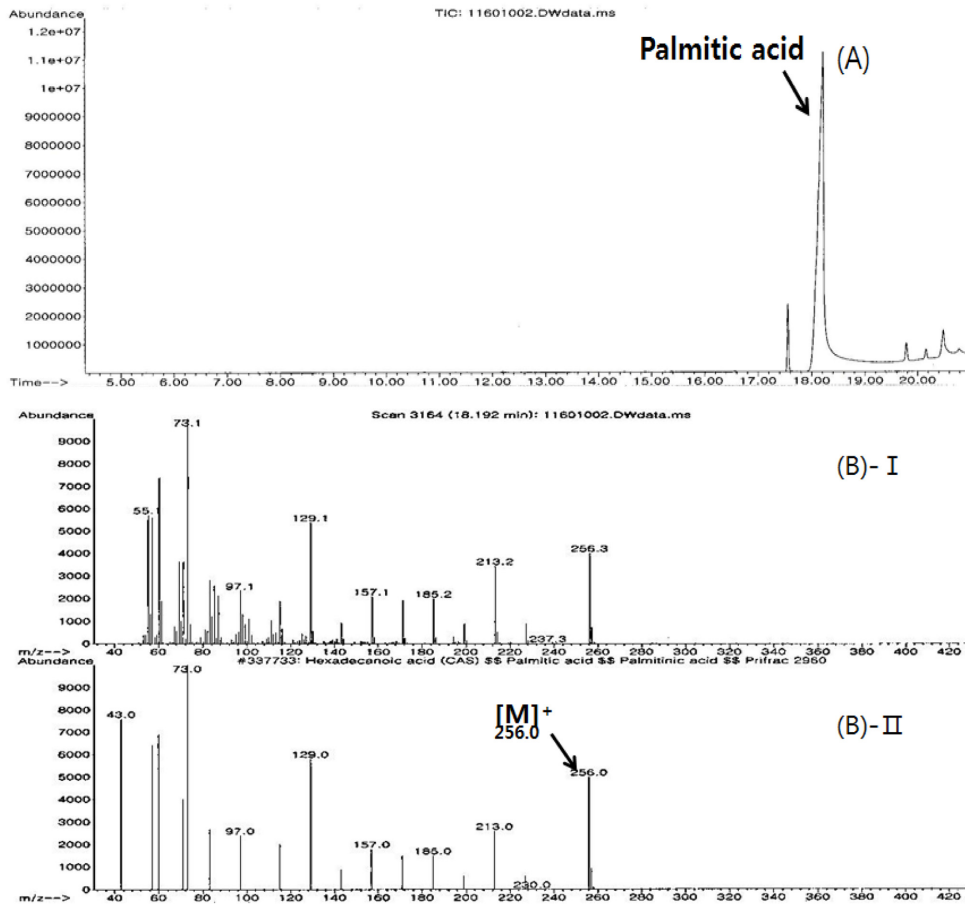 Abundance TIC: 11601002.DWdata.ms
1.2e+07
Palmitic acid (A)
1.1e+07
1e+07
9000000
8000000
7000000
6000000
5000000
4000000
3000000
2000000
1000000
Time--> 5.00 6.00 7.00 8.00 9.00 10.00 11.00 12.00 13.00 14.00 15.00 16.00 17.00 18.00 19.00 20.00
Abundance Scan 3164 (18.192 min): 11601002.DWdata.ms
73.1
9000
8000
(B)-Ⅰ
7000
6000
55.1 129.1
5000
4000 256.3
213.2
3000
97.1 157.1 185.2
2000
1000
237.3
0
m/z--> 40 60 80 100 120 140 160 180 200 220 240 260 280 300 320 340 360 380 400 420
Abundance #337733: Hexadecanoic acid (CAS) $$ Palmitic acid $$ Palmitinic acid $$ Prifrac 2960
73.0
9000
8000
43.0 [M]+
256.0 (B)-Ⅱ
7000
6000
129.0
5000 256.0
4000
3000
97.0 213.0
2000
157.0 185.0
1000
230.0
0
m/z--> 40 60 80 100 120 140 160 180 200 220 240 260 280 300 320 340 360 380 400 420